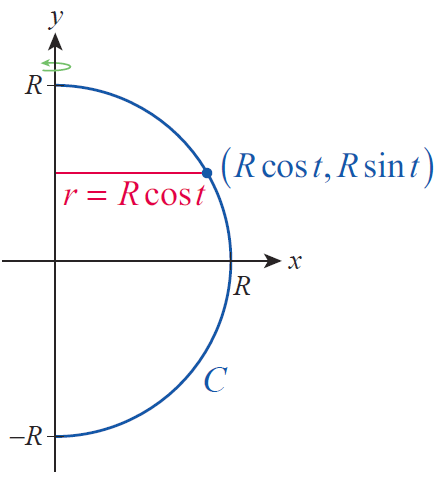 y
R
(R cos t, R sin t)
r = R cos t
x
R
C
−R